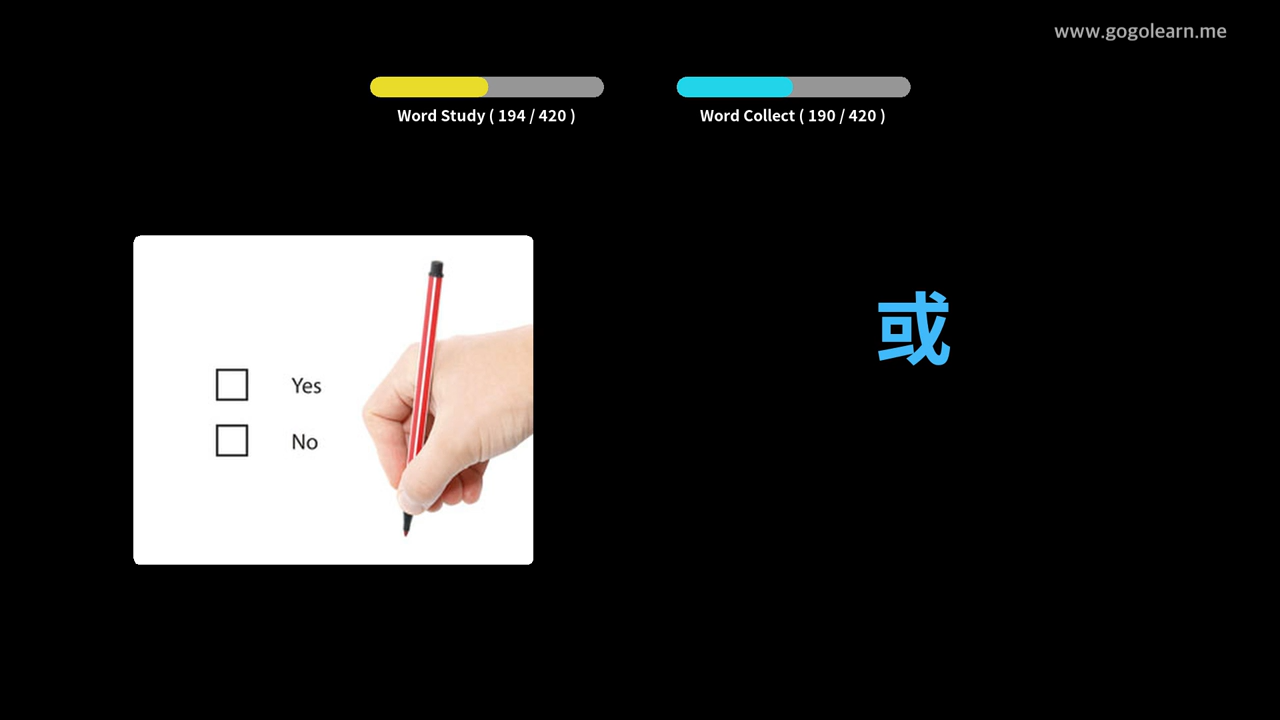 www.gogolearn.me
Word Study ( 194 / 420 )
Word Collect ( 190 / 420 )
或
Yes
No